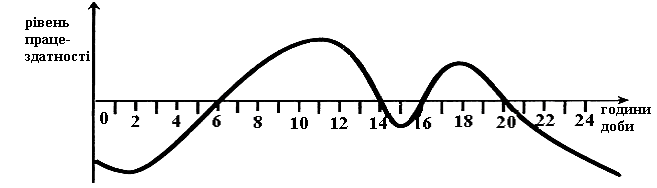 рівень
праце-
здатності
0 2 4 6 8 10 12 14 16 18 20 22 24
години
доби